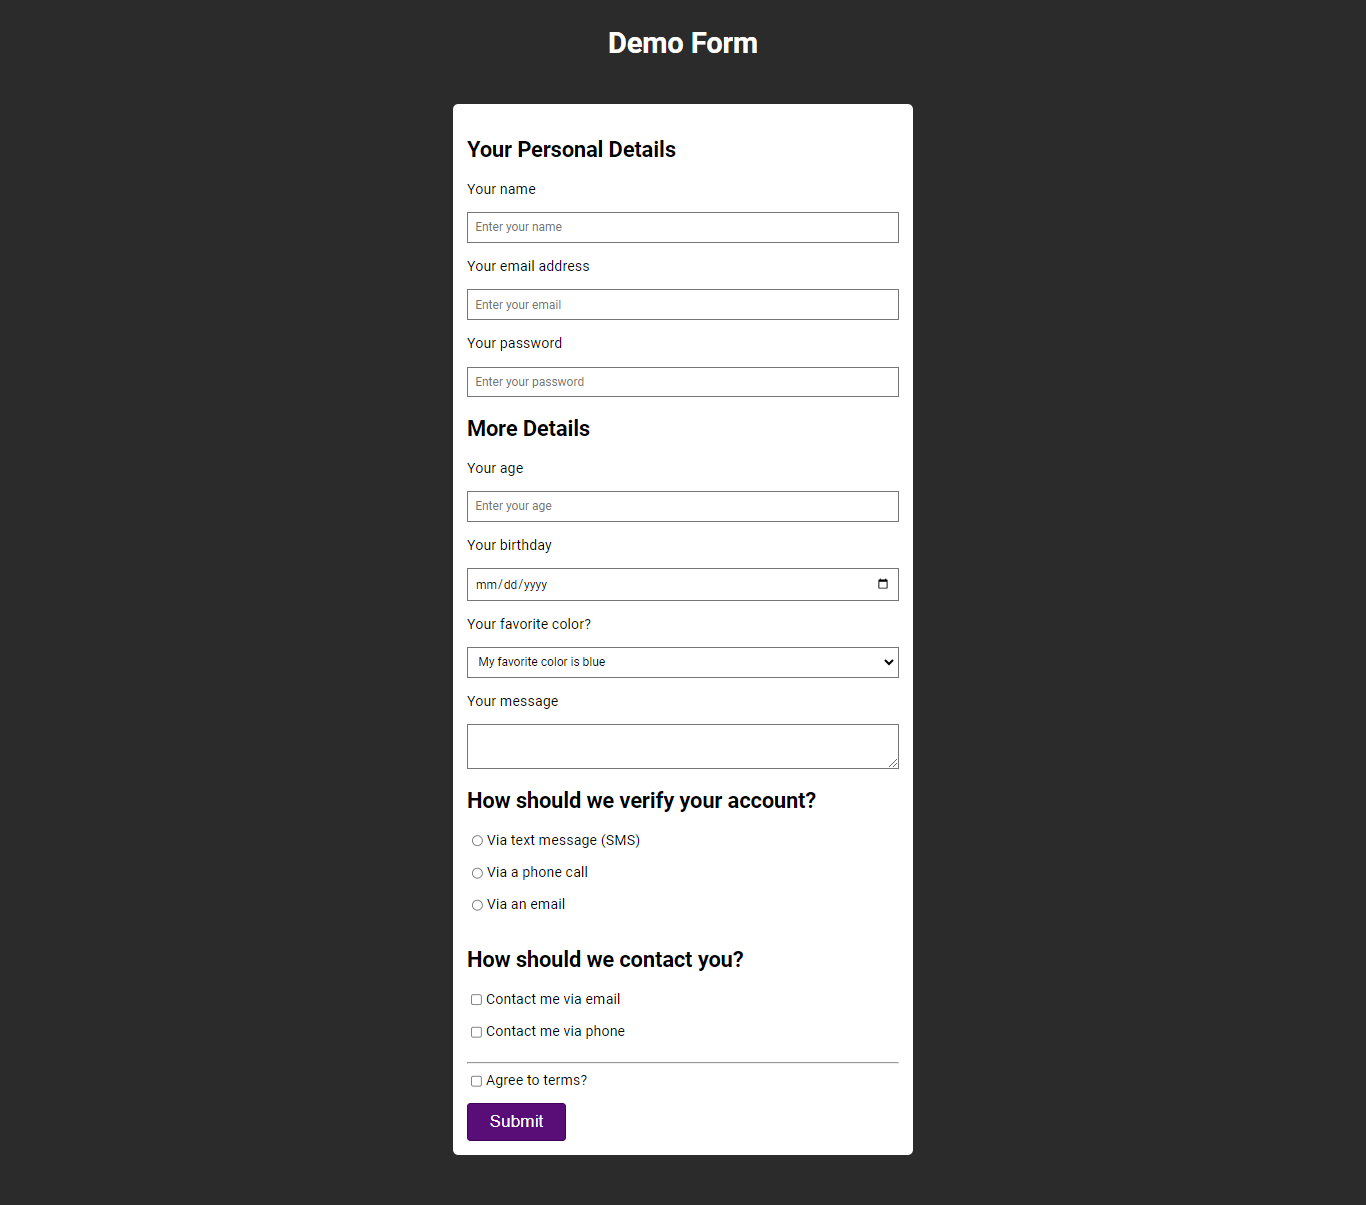 Demo Form
Your Personal Details
Your name
Enter your name
Your email address
Enter your email
Your password
Enter your password
More Details
Your age
Enter your age
Your birthday
mm/dd/yyyy
Your favorite color?
My favorite color is blue
Your message
How should we verify your account?
Via text message (SMS)
Via a phone call
Via an email
How should we contact you?
Contact me via email
Contact me via phone
Agree to terms?
Submit